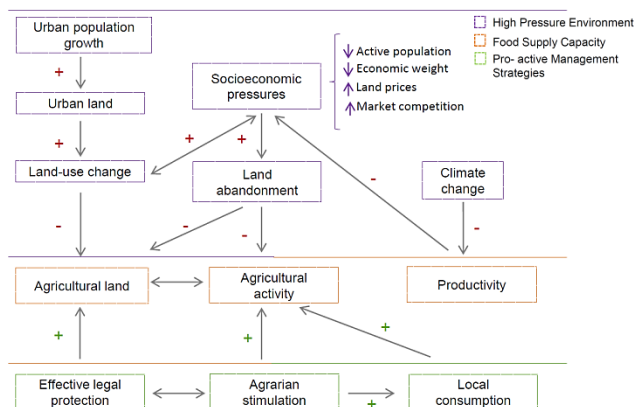 Urban population
growth
High Pressure Environment
Food Supply Capacity
Pro- active Management
Strategies
Active population
Economic weight
Land prices
Market competition
Socioeconomic
pressures
+
Urban land
+
+
+
Land-use change
Land
abandonment
Climate
change
-
-
-
-
-
Agricultural land
Agricultural
activity
Productivity
+
+
+
Effective legal
protection
Agrarian
stimulation
+
Local
consumption